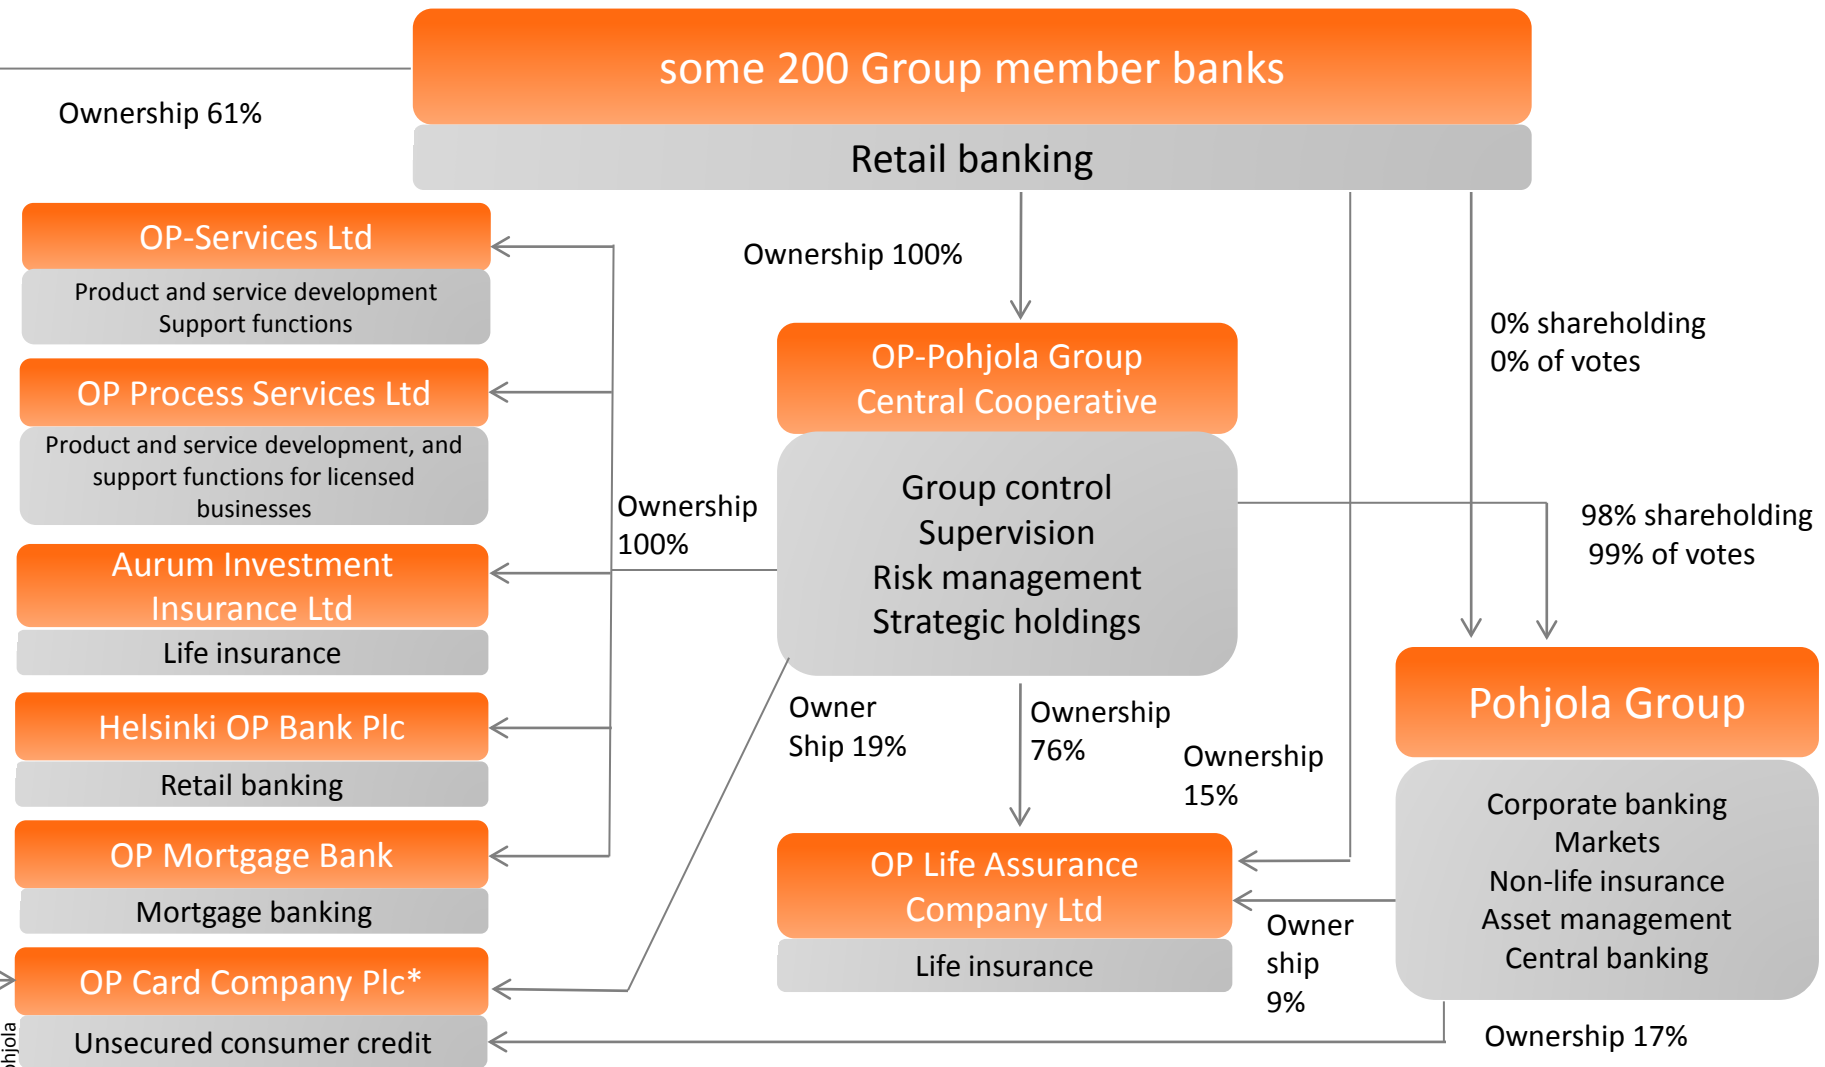 some 200 Group member banks
Ownership 61%
Retail banking
OP-Services Ltd
Product and service development
Support functions
Ownership 100%
0% shareholding
0% of votes
OP Process Services Ltd
Product and service development, and
support functions for licensed
businesses
OP-Pohjola Group
Central Cooperative
Group control
Supervision
Risk management
Strategic holdings
Ownership
100%
98% shareholding
99% of votes
Aurum Investment
Insurance Ltd
Life insurance
Helsinki OP Bank Plc
Retail banking
Owner
Ship 19%
Ownership
76%
Ownership
15%
Pohjola Group
Corporate banking
Markets
Non-life insurance
Asset management
Central banking
OP Mortgage Bank
Mortgage banking
OP Life Assurance
Company Ltd
Life insurance
Owner
ship
9%
OP Card Company Plc*
Unsecured consumer credit
Ownership 17%